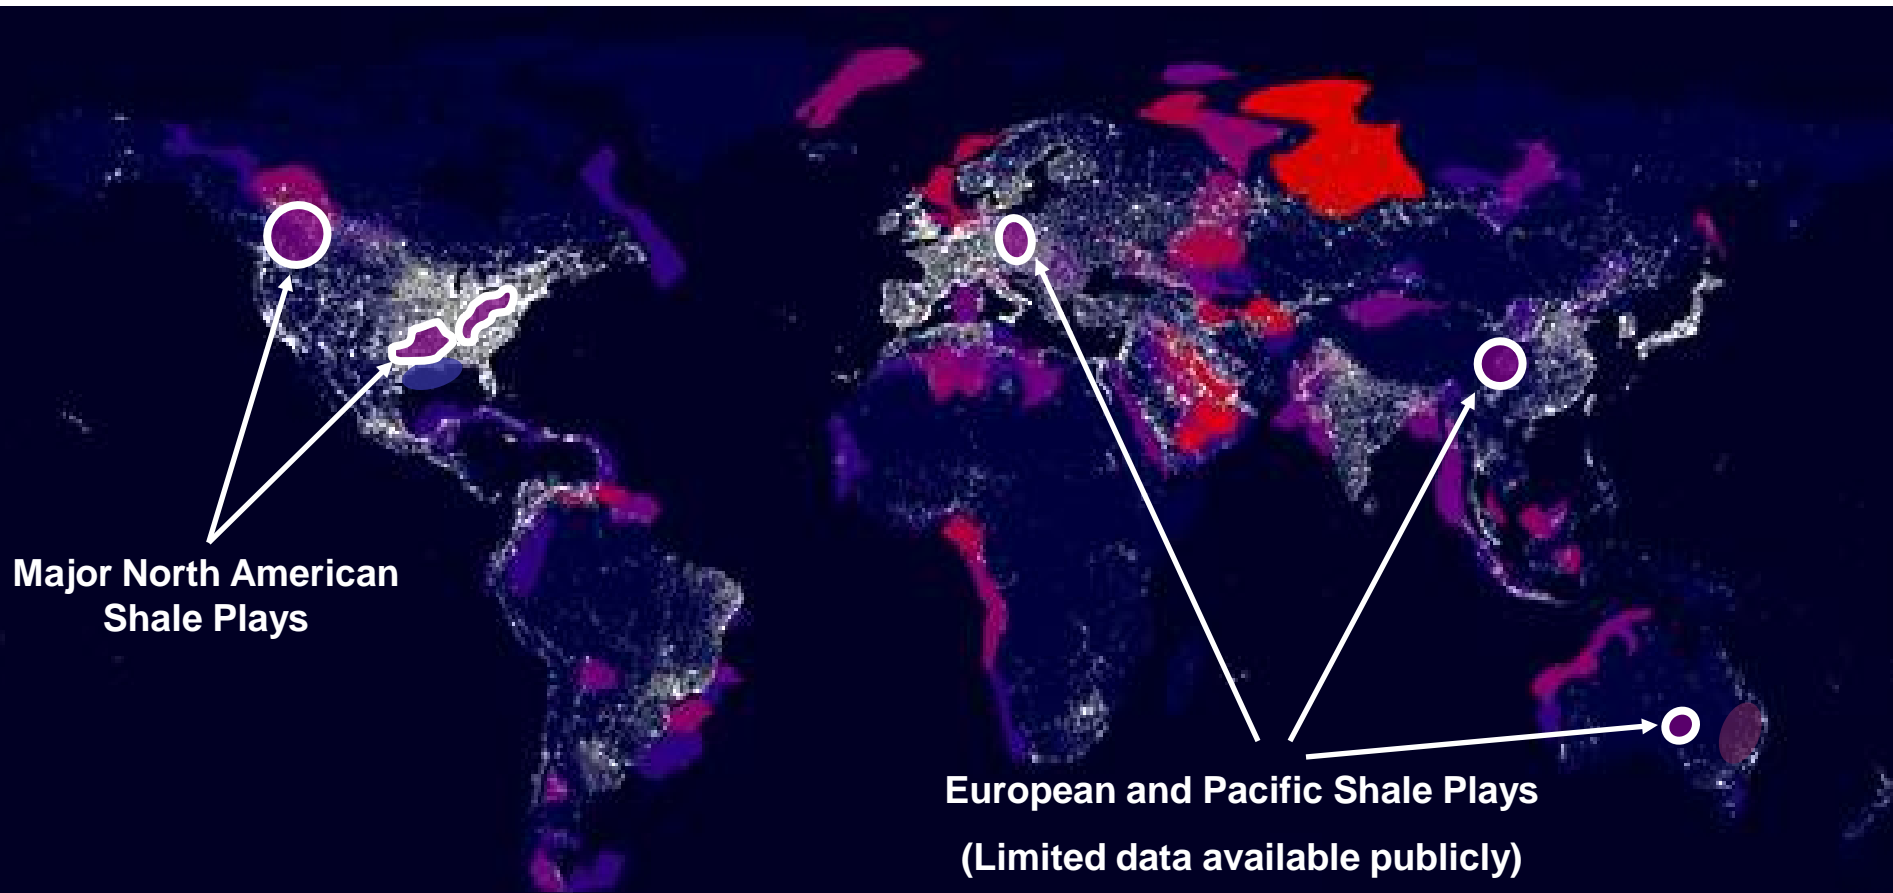 Major North American
Shale Plays
European and Pacific Shale Plays
(Limited data available publicly)